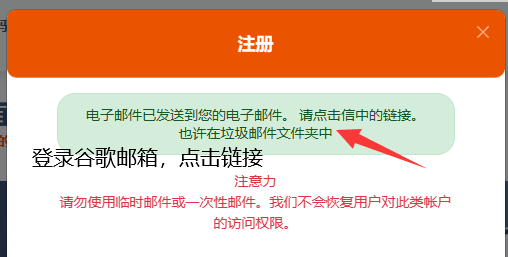 注册
电子邮件已发送到您的电子邮件。 请点击信中的链接。
也许在垃圾邮件文件夹中
登录谷歌邮箱，点击链接
注意力
请勿使用临时邮件或一次性邮件。我们不会恢复用户对此类帐户
的访问权限。